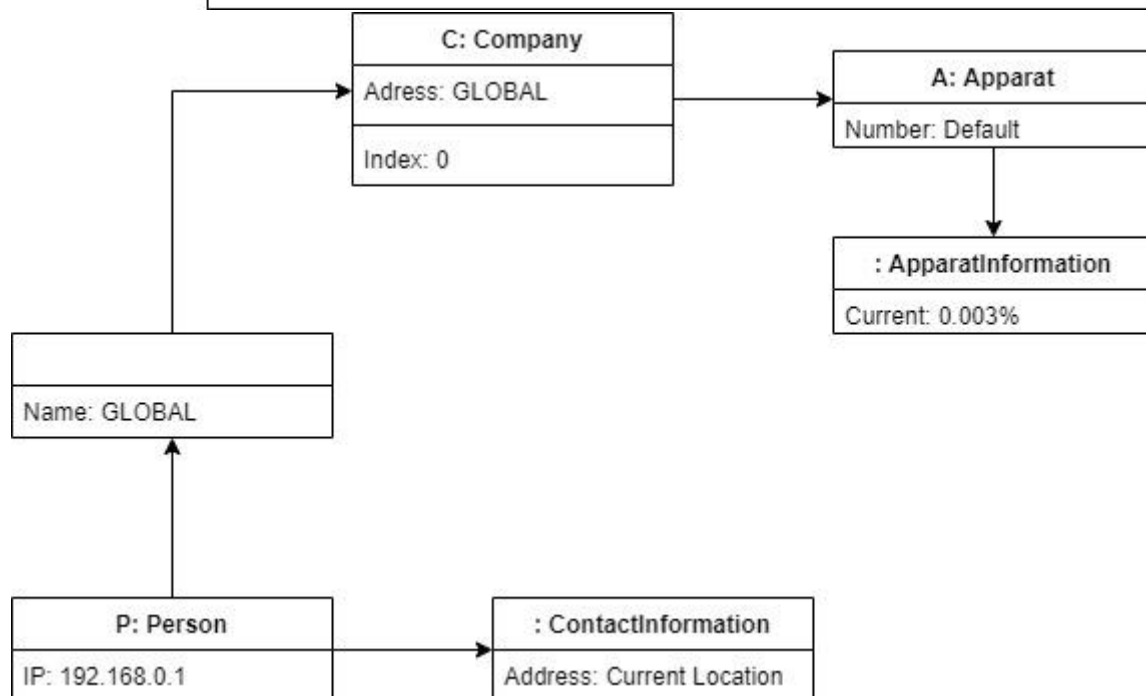 C: Company
Adress: GLOBAL
Index: 0
A: Apparat
Number: Default
: ApparatInformation
Current: 0.003%
Name: GLOBAL
P: Person
IP: 192.168.0.1
: ContactInformation
Address: Current Location